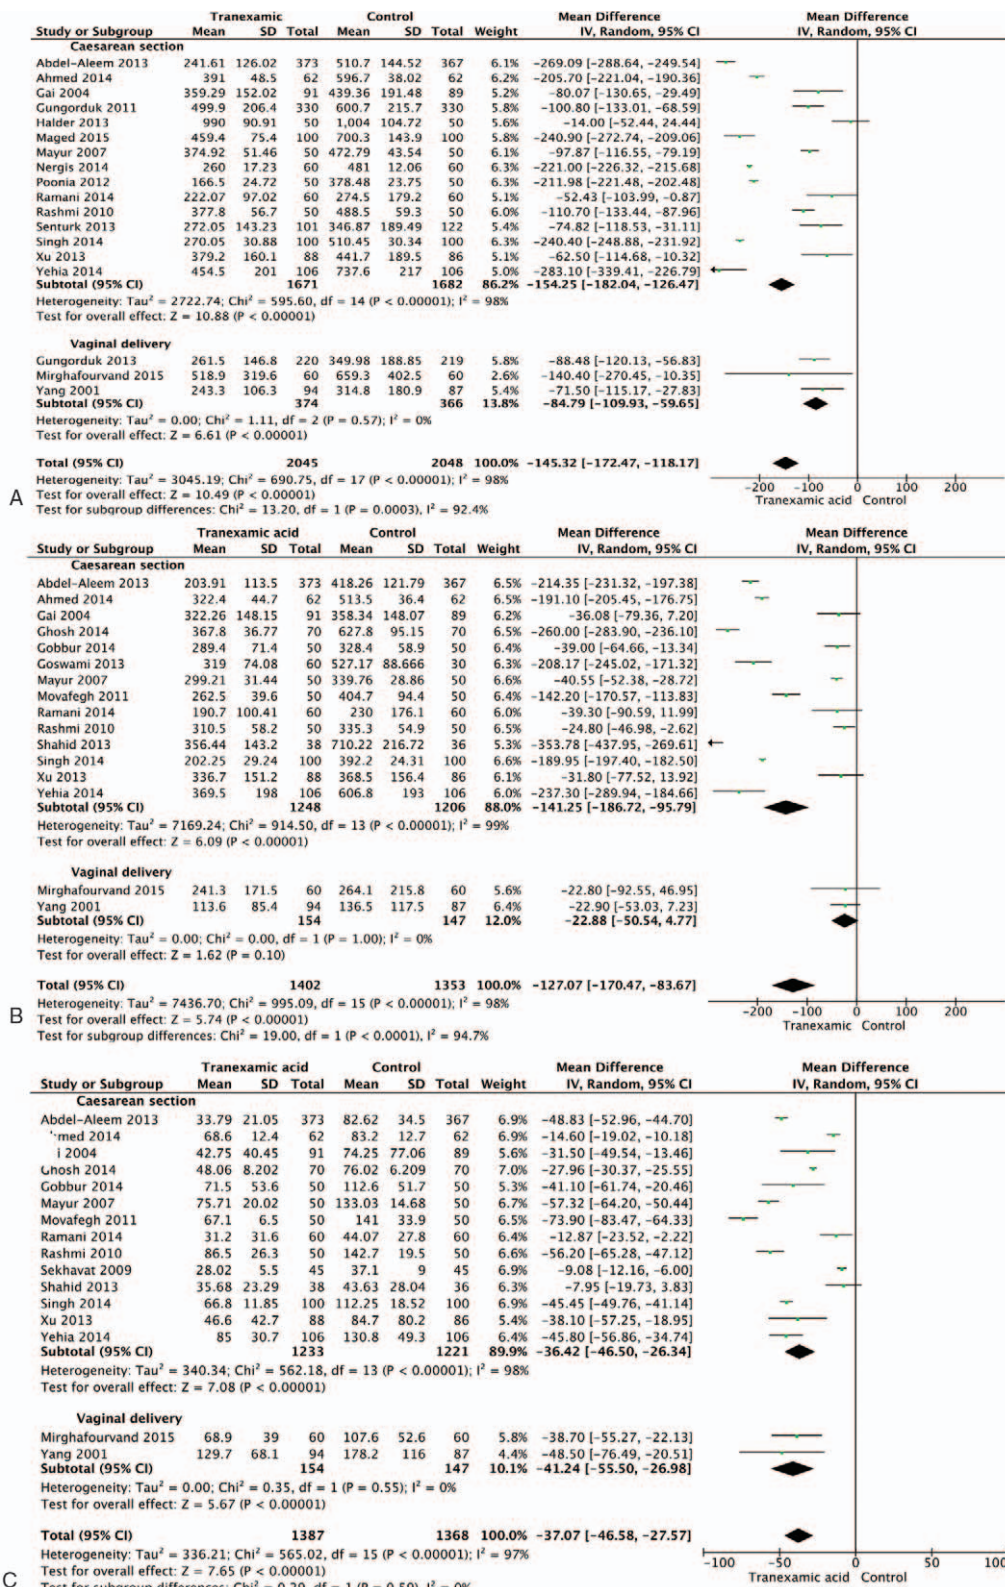 Tranexamic Control Mean Difference Mean Difference
Study or Subgroup Mean SD Total Mean SD Total Weight IV, Random, 95% CI IV, Random, 95% CI
Caesarean section
Abdel-Aleem 2013 241.61 126.02 373 510.7 144.52 367 6.1% -269.09 [-288.64, -249.54]
Ahmed 2014 391 48.5 62 596.7 38.02 62 6.1% -205.70 [-221.04, -190.36]
Gai 2004 359.29 152.02 91 439.36 191.48 89 5.2% -80.07 [-130.65, -29.49]
Gungorduk 2011 499.9 206.4 330 600.7 215.7 330 5.8% -100.80 [-133.01, -68.59]
Halder 2013 990 90.91 50 1,004 104.72 50 5.6% -14.00 [-52.44, 24.44]
Maged 2015 459.4 75.4 100 700.3 143.9 100 5.8% -240.90 [-272.74, -209.06]
Mayur 2007 374.92 51.46 50 472.79 43.54 50 6.1% -97.87 [-116.55, -79.19]
Nergis 2014 260 17.23 60 481 12.06 60 6.2% -221.00 [-226.32, -215.68]
Poonia 2012 166.5 24.72 50 378.48 23.75 50 6.2% -211.98 [-221.48, -202.48]
Ramani 2014 222.07 97.02 60 274.5 179.2 60 5.1% -52.43 [-103.99, -0.87]
Rashmi 2010 377.8 56.7 50 488.5 59.3 50 6.0% -110.70 [-133.44, -87.96]
Senturk 2013 272.05 143.23 101 346.87 189.49 122 5.4% -74.82 [-118.53, -31.11]
Singh 2014 270.05 30.88 100 510.45 30.34 100 6.2% -240.40 [-248.88, -231.92]
Xu 2013 379.2 160.1 88 441.7 189.5 86 5.1% -62.50 [-114.68, -10.32]
Yehia 2014 454.5 201 106 737.6 217 106 5.0% -283.10 [-339.41, -226.79]
Subtotal (95% CI) 1671 1682 86.2% -154.25 [-182.04, -126.47]
Heterogeneity: Tau² = 2722.74; Chi² = 595.60, df = 14 (P < 0.00001); I² = 98%
Test for overall effect: Z = 10.88 (P < 0.00001)
Vaginal delivery
Gungorduk 2013 261.5 146.8 220 349.98 188.85 219 5.8% -88.48 [-120.13, -56.83]
Mirghafourvand 2015 518.9 319.6 60 659.3 402.5 60 2.6% -140.40 [-270.45, -10.35]
Yang 2001 243.3 106.3 94 314.8 180.9 87 5.4% -71.50 [-115.17, -27.83]
Subtotal (95% CI) 374 366 13.8% -84.79 [-109.93, -59.65]
Heterogeneity: Tau² = 0.00; Chi² = 1.11, df = 2 (P = 0.57); I² = 0%
Test for overall effect: Z = 6.61 (P < 0.00001)
Total (95% CI) 2045 2048 100.0% -145.32 [-172.47, -118.17]
Heterogeneity: Tau² = 3045.19; Chi² = 690.75, df = 17 (P < 0.00001); I² = 98%
Test for overall effect: Z = 10.49 (P < 0.00001)
Test for subgroup differences: Chi² = 13.20, df = 1 (P = 0.0003), I² = 92.4%
-200 -100 0 100 200
Tranexamic acid Control
A
Tranexamic acid Control Mean Difference Mean Difference
Study or Subgroup Mean SD Total Mean SD Total Weight IV, Random, 95% CI IV, Random, 95% CI
Caesarean section
Abdel-Aleem 2013 203.91 113.5 373 418.26 121.79 367 6.5% -214.35 [-231.32, -197.38]
Ahmed 2014 322.4 44.7 62 513.5 36.4 62 6.5% -191.10 [-205.45, -176.75]
Gai 2004 322.26 148.15 91 358.34 148.07 89 6.2% -36.08 [-79.36, 7.20]
Ghosh 2014 367.8 36.77 70 627.8 95.15 70 6.5% -260.00 [-283.90, -236.10]
Gobbur 2014 289.4 71.4 50 328.4 58.9 50 6.5% -39.00 [-64.66, -13.34]
Goswami 2013 319 74.08 60 527.17 88.666 30 6.3% -208.17 [-245.02, -171.32]
Mayur 2007 299.21 31.44 50 339.76 28.86 50 6.6% -40.55 [-52.38, -28.72]
Movafegh 2011 262.5 39.6 50 404.7 94.4 50 6.4% -142.20 [-170.57, -113.83]
Ramani 2014 190.7 100.41 60 230 176.1 60 6.0% -39.30 [-90.59, 11.99]
Rashmi 2010 310.5 58.2 50 335.3 54.9 50 6.5% -24.80 [-46.98, -2.62]
Shahid 2013 356.44 143.2 38 710.22 216.72 36 5.3% -353.78 [-437.95, -269.61]
Singh 2014 202.25 29.24 100 392.2 24.31 100 6.6% -189.95 [-197.40, -182.50]
Xu 2013 336.7 151.2 88 368.5 156.4 86 6.1% -31.80 [-77.52, 13.92]
Yehia 2014 369.5 198 106 606.8 193 106 6.0% -237.30 [-289.94, -184.66]
Subtotal (95% CI) 1248 1206 88.0% -141.25 [-186.72, -95.79]
Heterogeneity: Tau² = 7169.24; Chi² = 914.50, df = 13 (P < 0.00001); I² = 99%
Test for overall effect: Z = 6.09 (P < 0.00001)
Vaginal delivery
Mirghafourvand 2015 241.3 171.5 60 264.1 215.8 60 5.6% -22.80 [-92.55, 46.95]
Yang 2001 113.6 85.4 94 136.5 117.5 87 6.4% -22.90 [-53.03, 7.23]
Subtotal (95% CI) 154 147 12.0% -22.88 [-50.54, 4.77]
Heterogeneity: Tau² = 0.00; Chi² = 0.00, df = 1 (P = 1.00); I² = 0%
Test for overall effect: Z = 1.62 (P = 0.10)
Total (95% CI) 1402 1353 100.0% -127.07 [-170.47, -83.67]
Heterogeneity: Tau² = 7436.70; Chi² = 995.09, df = 15 (P < 0.00001); I² = 98%
Test for overall effect: Z = 5.74 (P < 0.00001)
Test for subgroup differences: Chi² = 19.00, df = 1 (P < 0.0001), I² = 94.7%
-200 -100 0 100 200
Tranexamic Control
B
Tranexamic acid Control Mean Difference Mean Difference
Study or Subgroup Mean SD Total Mean SD Total Weight IV, Random, 95% CI IV, Random, 95% CI
Caesarean section
Abdel-Aleem 2013 33.79 21.05 373 82.62 34.5 367 6.9% -48.83 [-52.96, -44.70]
med 2014 68.6 12.4 62 83.2 12.7 62 6.9% -14.60 [-19.02, -10.18]
i 2004 42.75 40.45 91 74.25 77.06 89 5.6% -31.50 [-49.54, -13.46]
Ghosh 2014 48.06 8.202 70 76.02 6.209 70 7.0% -27.96 [-30.37, -25.55]
Gobbur 2014 71.5 53.6 50 112.6 51.7 50 5.2% -41.10 [-61.74, -20.46]
Mayur 2007 75.71 20.02 50 133.03 14.68 50 6.8% -57.32 [-64.20, -50.44]
Movafegh 2011 67.1 6.5 50 141 33.9 50 6.5% -73.90 [-83.47, -64.33]
Ramani 2014 31.2 31.6 60 44.07 27.8 60 6.4% -12.87 [-23.52, -2.22]
Rashmi 2010 86.5 26.3 50 142.7 19.5 50 6.6% -56.20 [-65.28, -47.12]
Sekhavat 2009 28.02 5.5 45 37.1 9 45 6.9% -9.08 [-12.16, -6.00]
Shahid 2013 35.68 23.29 38 43.63 28.04 36 6.3% -7.95 [-19.73, 3.83]
Singh 2014 66.8 11.85 100 112.25 18.52 100 6.9% -45.45 [-49.76, -41.14]
Xu 2013 46.6 42.7 88 84.7 80.2 86 5.4% -38.10 [-57.25, -18.95]
Yehia 2014 85 30.7 106 130.8 49.3 106 6.4% -45.80 [-56.86, -34.74]
Subtotal (95% CI) 1233 1221 89.9% -36.42 [-46.50, -26.34]
Heterogeneity: Tau² = 340.34; Chi² = 562.18, df = 13 (P < 0.00001); I² = 98%
Test for overall effect: Z = 7.08 (P < 0.00001)
Vaginal delivery
Mirghafourvand 2015 68.9 39 60 107.6 52.6 60 5.8% -38.70 [-55.27, -22.13]
Yang 2001 129.7 68.1 94 178.2 116 87 4.4% -48.50 [-76.49, -20.51]
Subtotal (95% CI) 154 147 10.1% -41.24 [-55.50, -26.98]
Heterogeneity: Tau² = 0.00; Chi² = 0.35, df = 1 (P = 0.55); I² = 0%
Test for overall effect: Z = 5.67 (P < 0.00001)
Total (95% CI) 1387 1368 100.0% -37.07 [-46.58, -27.57]
Heterogeneity: Tau² = 336.21; Chi² = 565.02, df = 15 (P < 0.00001); I² = 97%
Test for overall effect: Z = 7.65 (P < 0.00001)
Test for subgroup differences: Chi² = 0.29, df = 1 (P = 0.59), I² = 0%
-100 -50 0 50 100
Tranexamic acid Control
C